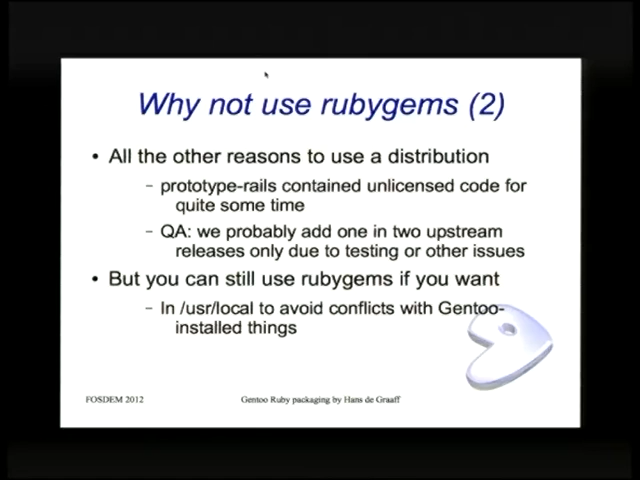 Why not use rubygems (2)
• All the other reasons to use a distribution
– prototype-rails contained unlicensed code for
quite some time
– QA: we probably add one in two upstream
releases only due to testing or other issues
• But you can still use rubygems if you want
– In /usr/local to avoid conflicts with Gentoo-
installed things
FOSDEM 2012
Gentoo Ruby packaging by Hans de Graaff